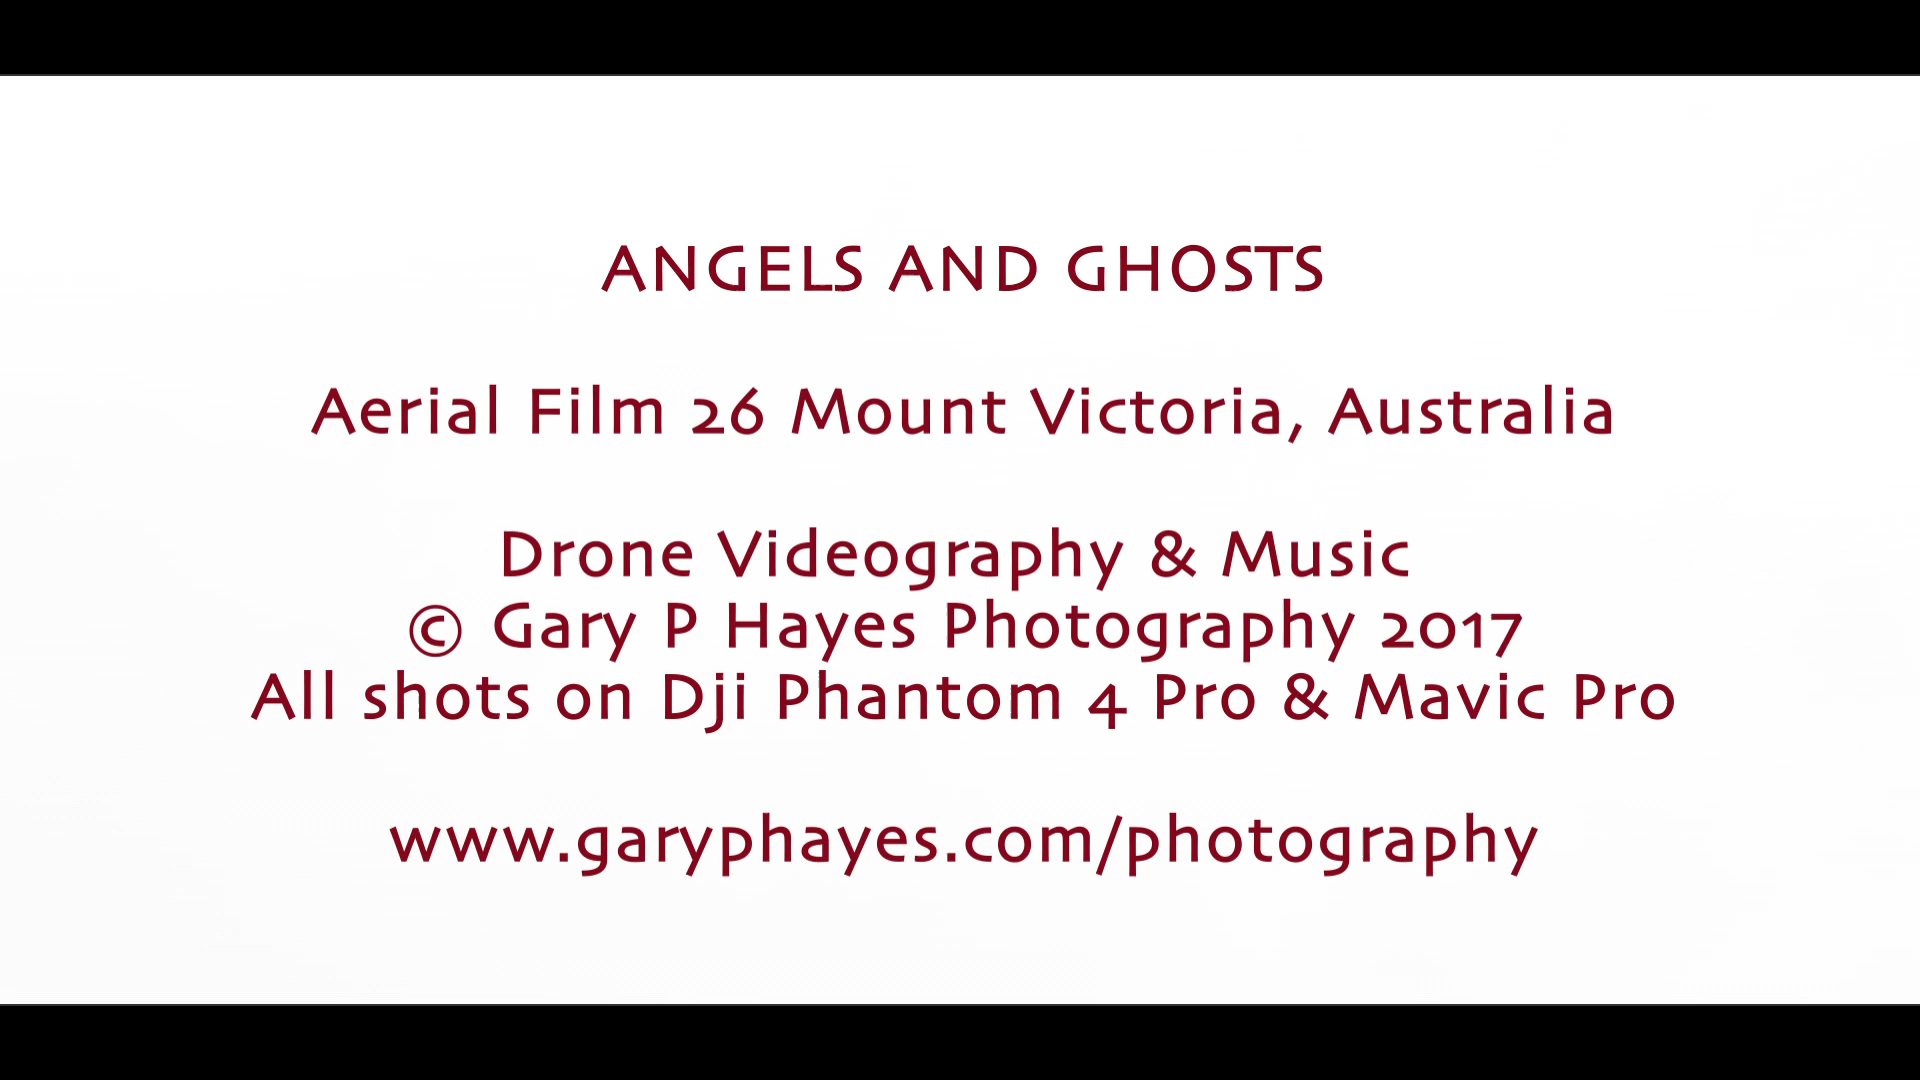 ANGELS AND GHOSTS
Aerial Film 26 Mount Victoria, Australia
Drone Videography & Music
© Gary P Hayes Photography 2017
All shots on Dji Phantom 4 Pro & Mavic Pro
www.garyphayes.com/photography